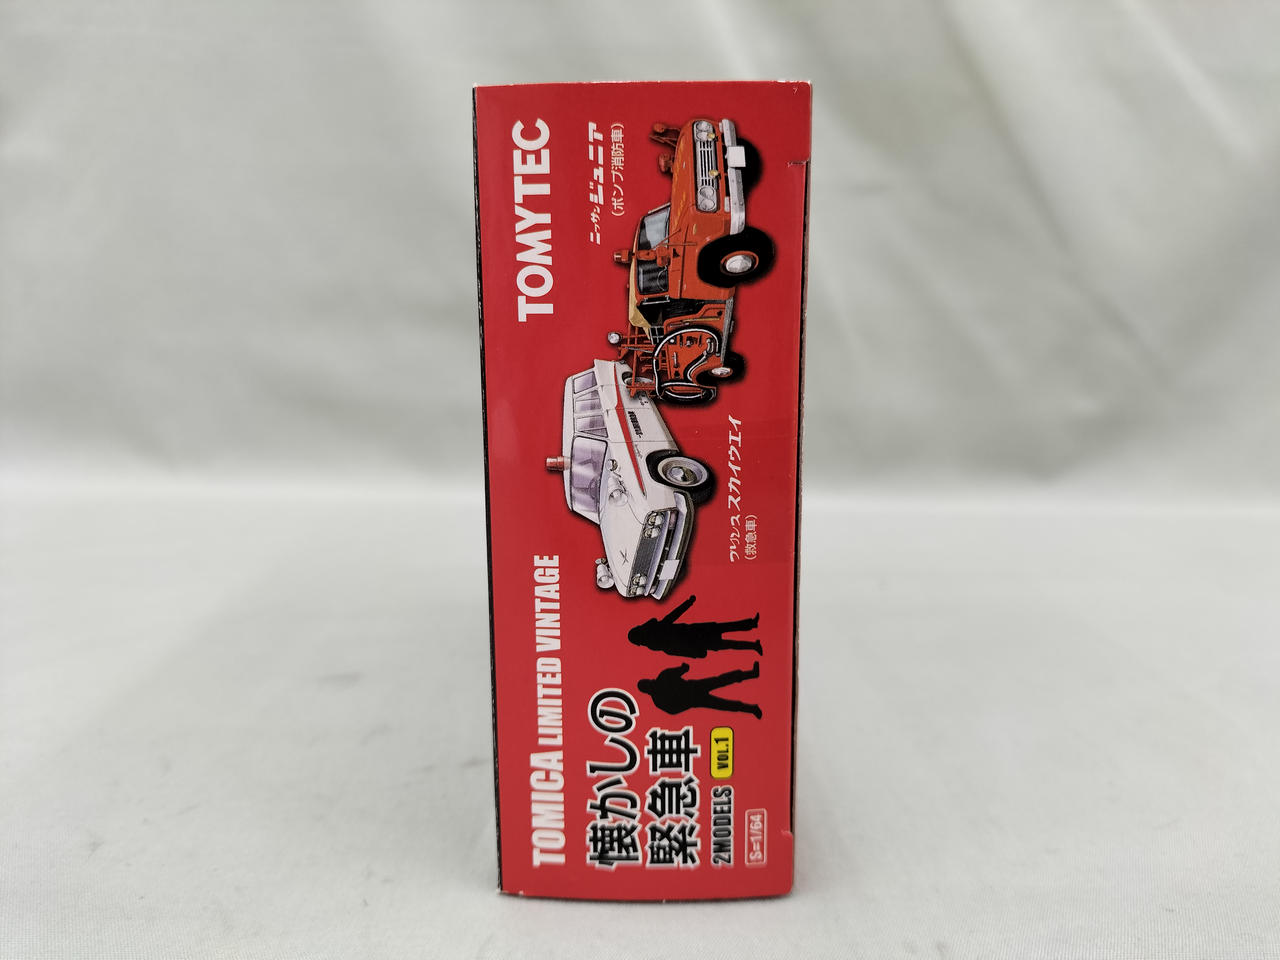 TOMICA LIMITED VINTAGE
TOMYTEC
懐かしの
緊急車
2MODELS
VOL.1
S=1/64
ニッサン ジュニア
(ポンプ消防車)
プリンス スカイウエイ
(救急車)